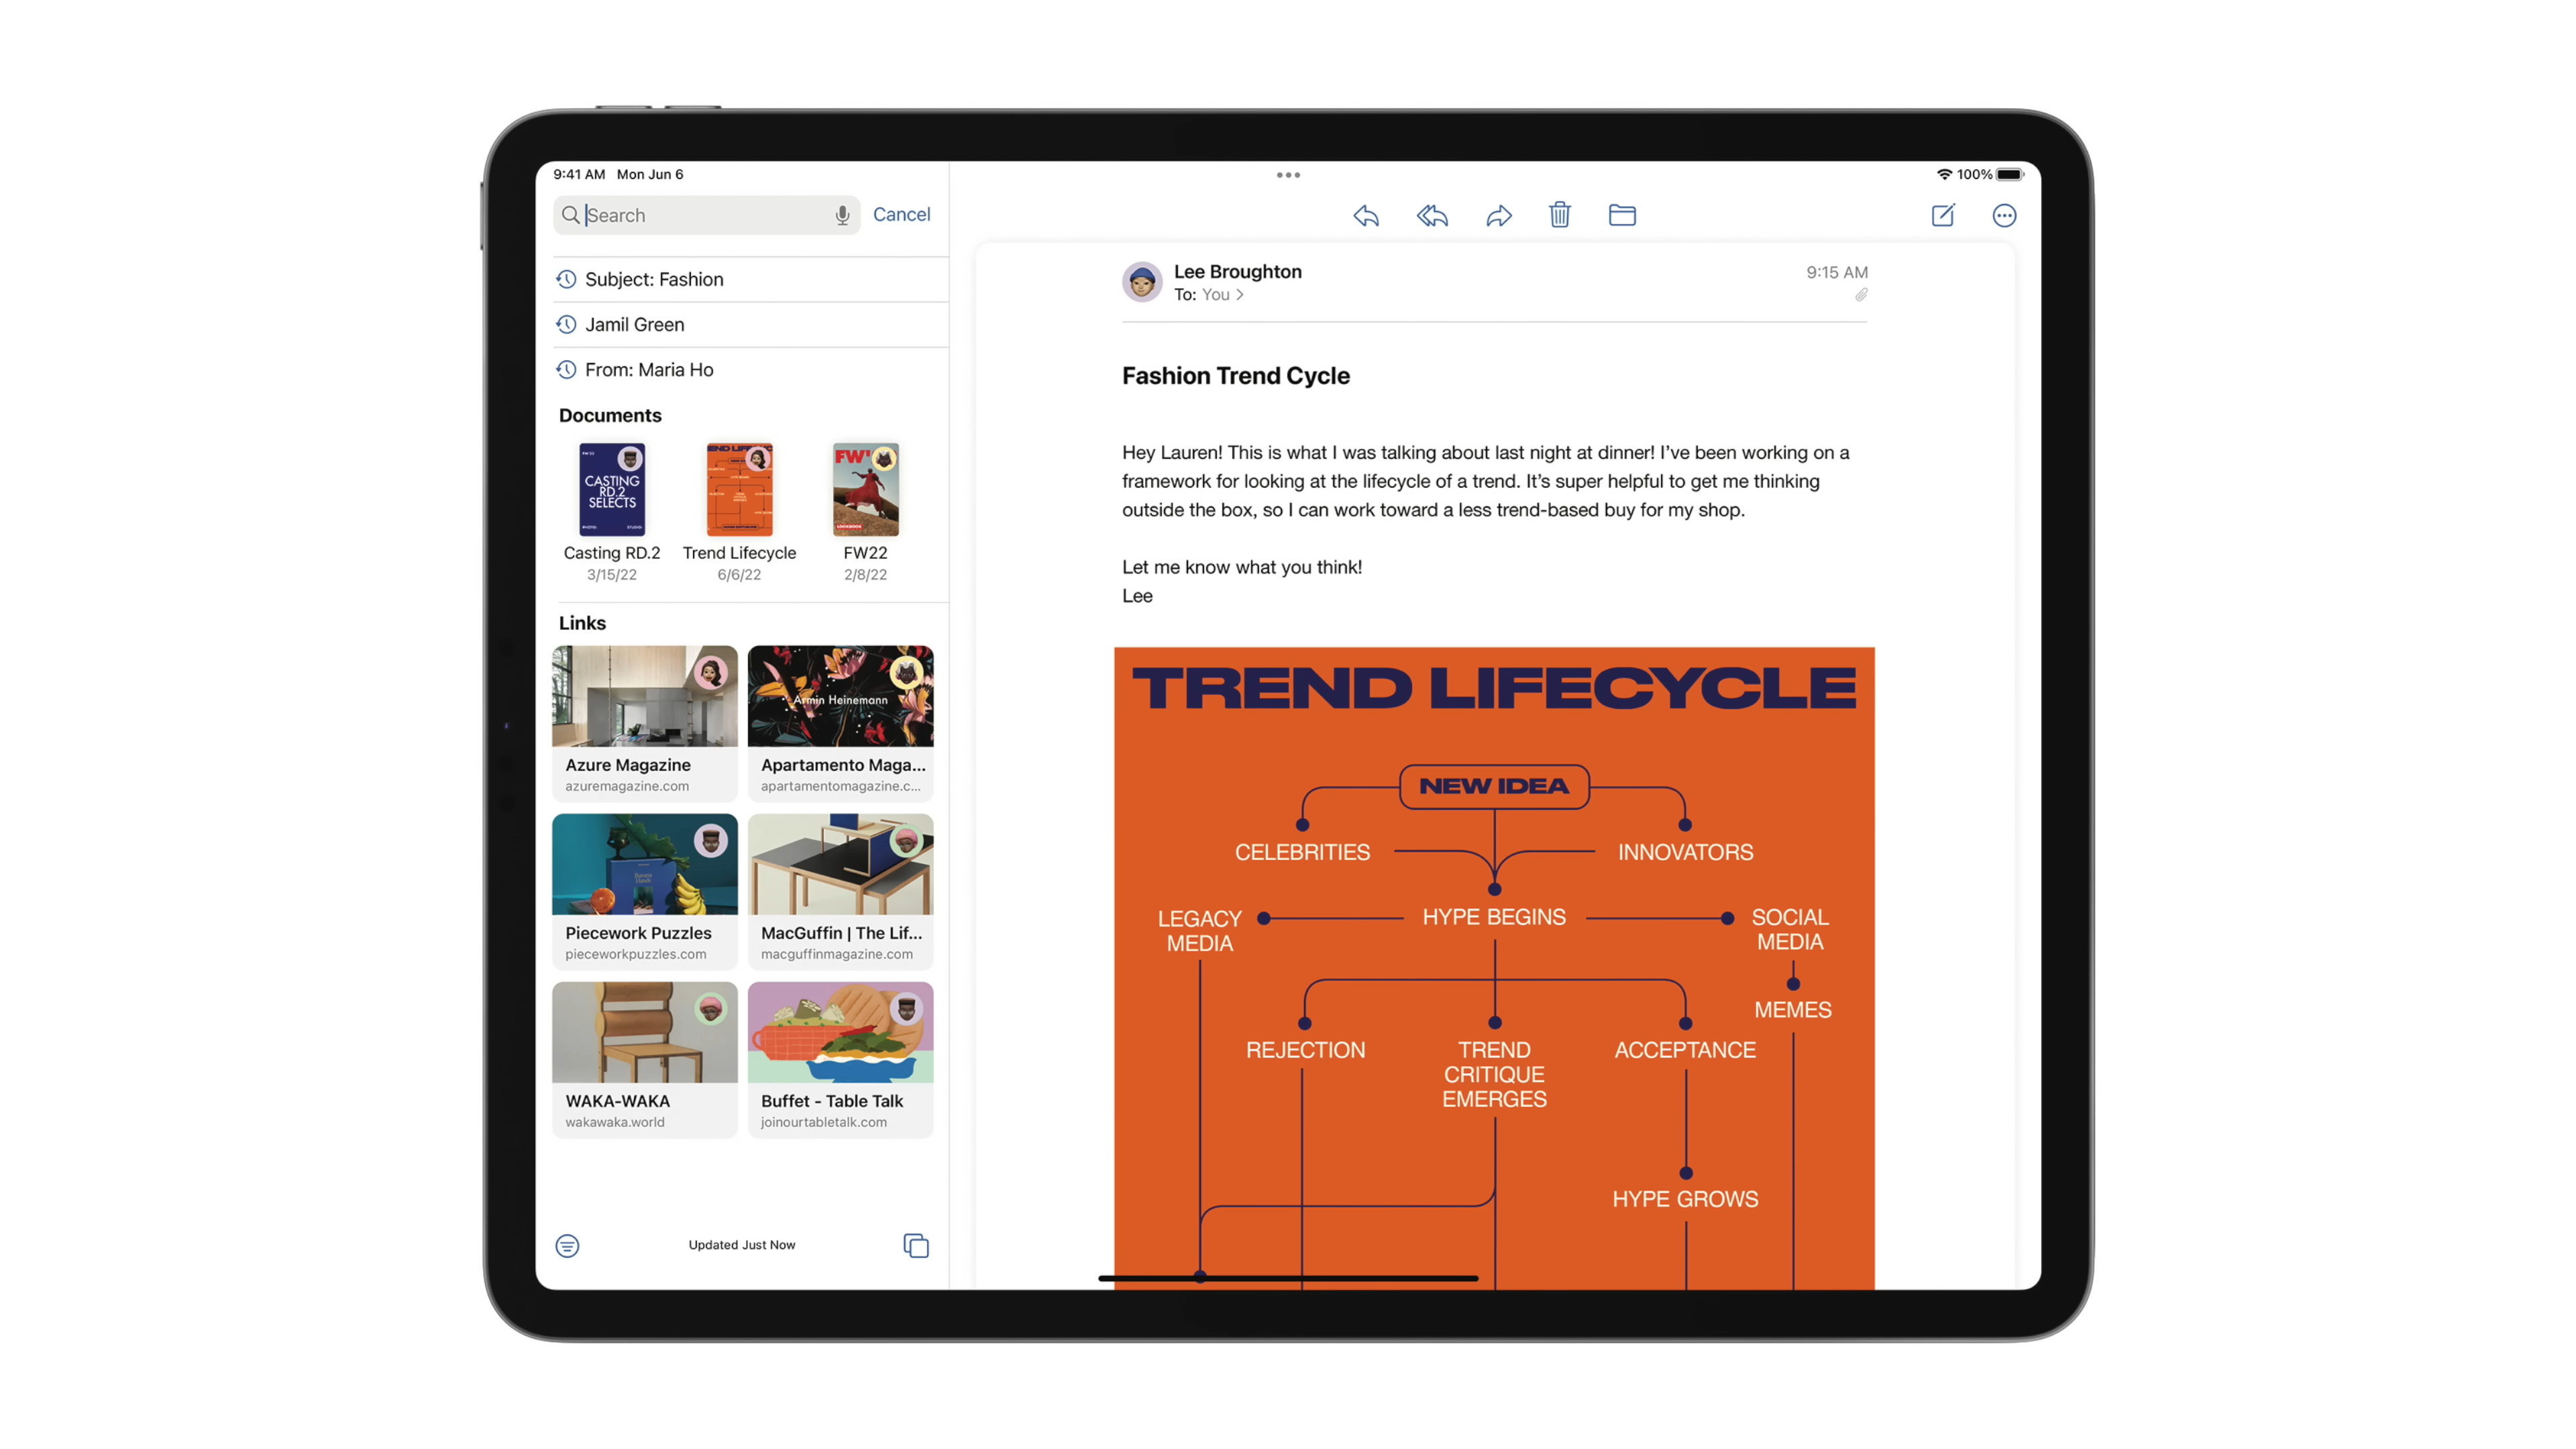 9:41 AM Mon Jun 6
100%
Search
Cancel
Subject: Fashion
Jamil Green
From: Maria Ho
Documents
CASTING
RD.2
SELECTS
FW'
LOOKBOOK
Casting RD.2
3/15/22
Trend Lifecycle
6/6/22
FW22
2/8/22
Links
Armin Heinemann
Azure Magazine
azuremagazine.com
Apartamento Maga...
apartamentomagazine.c...
Piecework Puzzles
pieceworkpuzzles.com
MacGuffin | The Lif...
macguffinmagazine.com
WAKA-WAKA
wakawaka.world
Buffet - Table Talk
joinourtabletalk.com
Updated Just Now
Lee Broughton
To: You >
9:15 AM
Fashion Trend Cycle
Hey Lauren! This is what I was talking about last night at dinner! I've been working on a
framework for looking at the lifecycle of a trend. It's super helpful to get me thinking
outside the box, so I can work toward a less trend-based buy for my shop.
Let me know what you think!
Lee
TREND LIFECYCLE
NEW IDEA
CELEBRITIES
INNOVATORS
LEGACY
MEDIA
HYPE BEGINS
SOCIAL
MEDIA
MEMES
REJECTION
TREND
CRITIQUE
EMERGES
ACCEPTANCE
HYPE GROWS